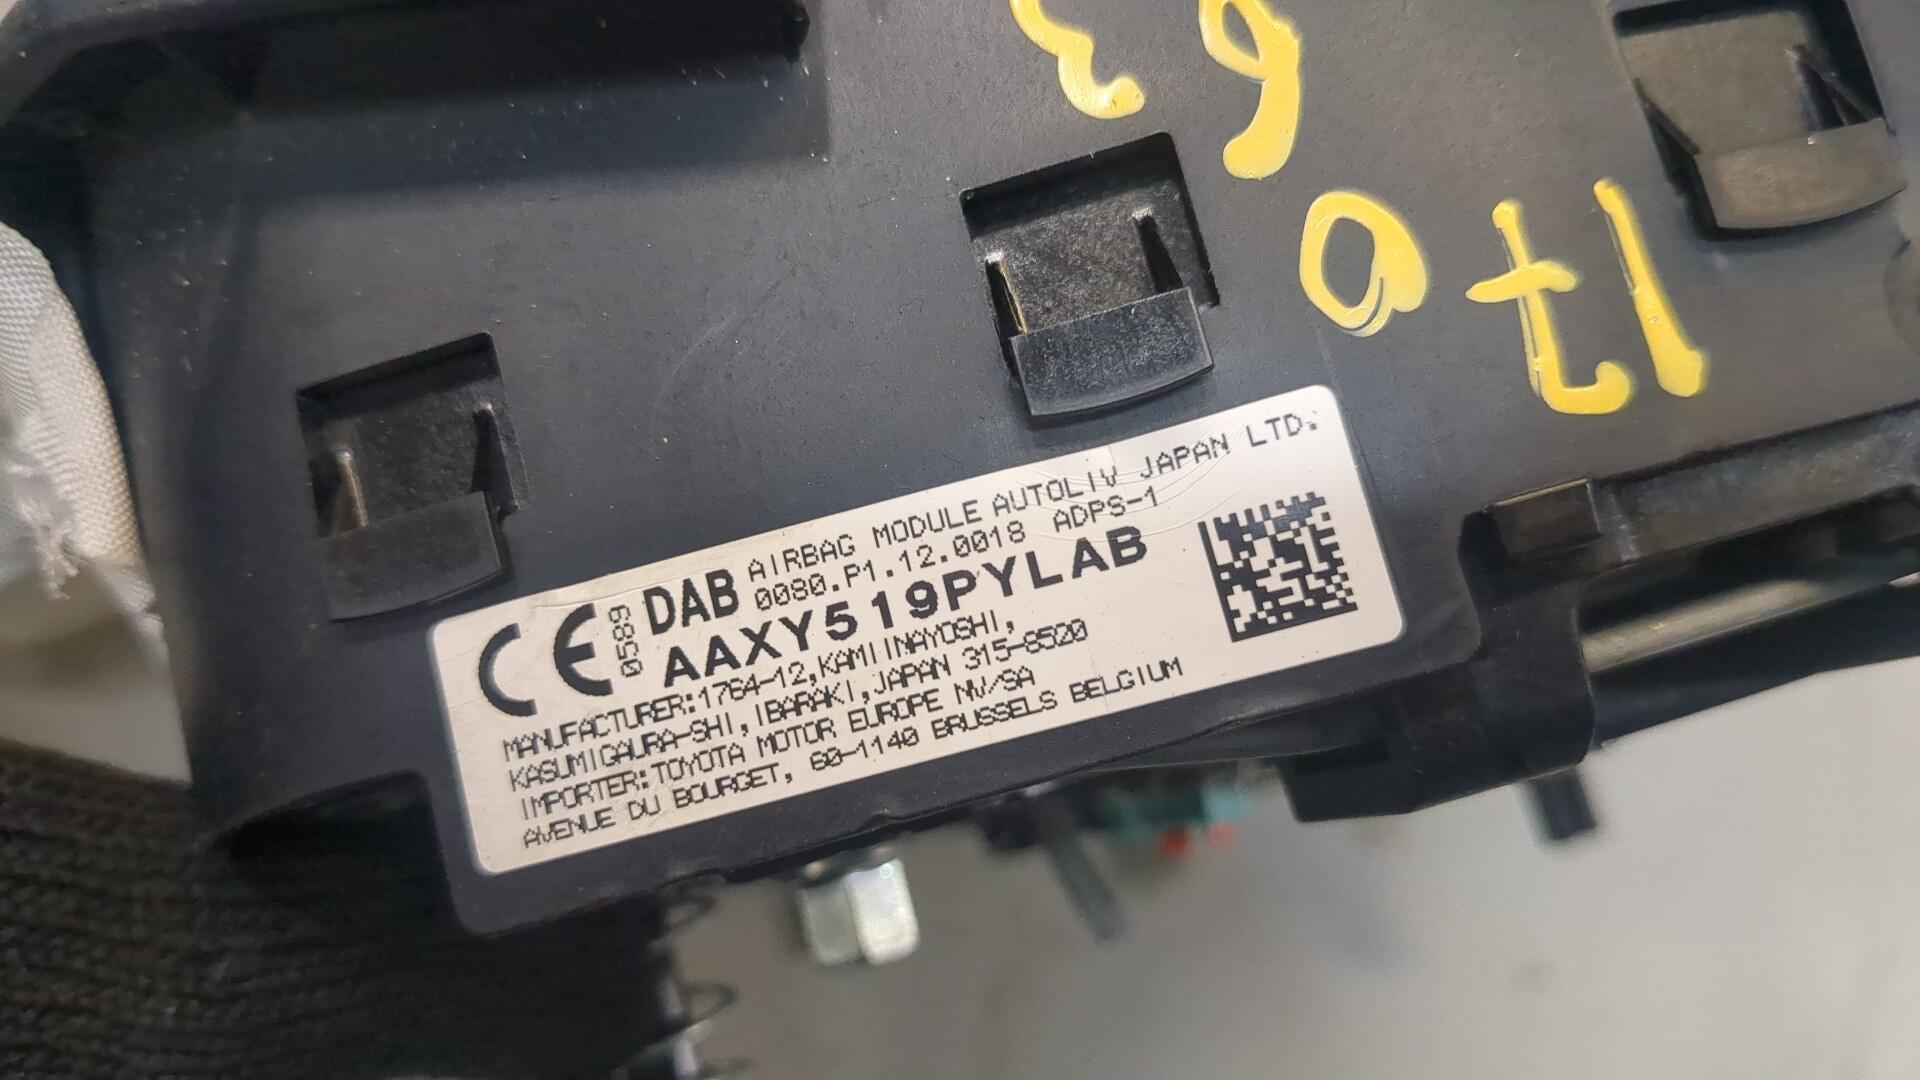 CE 0589 DAB AIRBAG MODULE AUTOLIV JAPAN LTD.
0080.P1.12.0018 ADPS-1
AAXY519PYLAB
MANUFACTURER:1764-12,KAMIINAYOSHI,
KASUMIGAURA-SHI,IBARAKI,JAPAN 315-8520
IMPORTER:TOYOTA MOTOR EUROPE NV/SA
AVENUE DU BOURGET, 60-1140 BRUSSELS BELGIUM